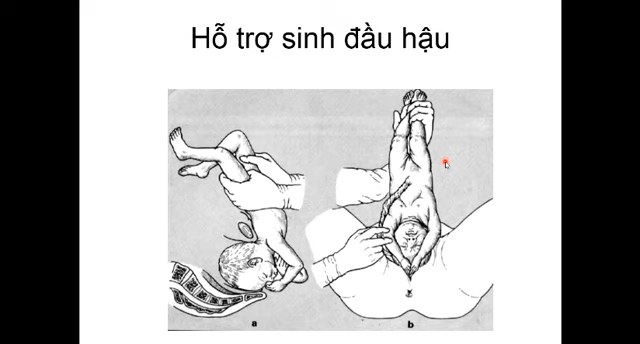 Hỗ trợ sinh đầu hậu
a
b